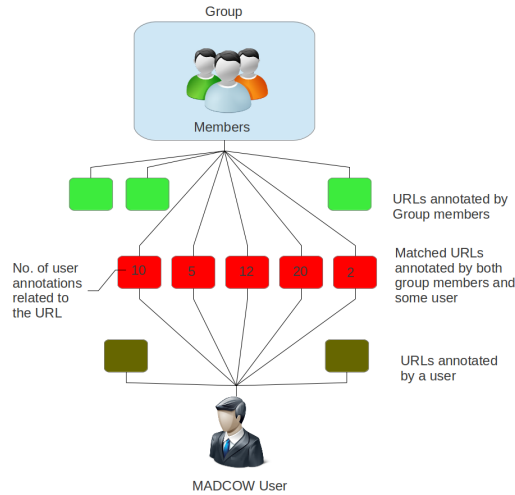 Group
Members
URLs annotated by
Group members
No. of user
annotations
related to
the URL
10
5
12
20
2
Matched URLs
annotated by both
group members and
some user
URLs annotated
by a user
MADCOW User